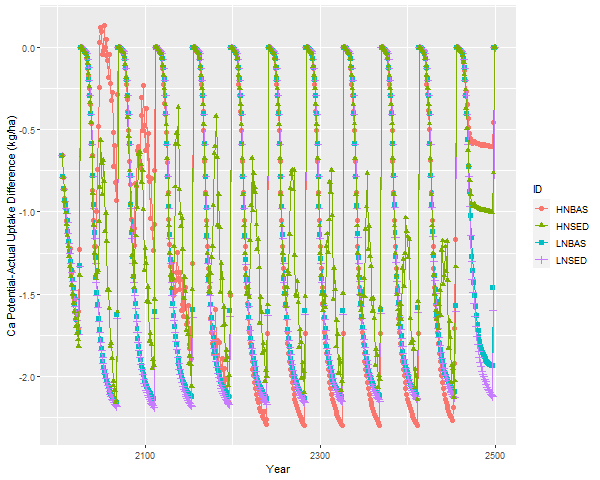 Ca Potential-Actual Uptake Difference (kg/ha)
0.0
-0.5
-1.0
-1.5
-2.0
2100
2300
2500
Year
ID
HNBAS
HNSED
LNBAS
LNSED